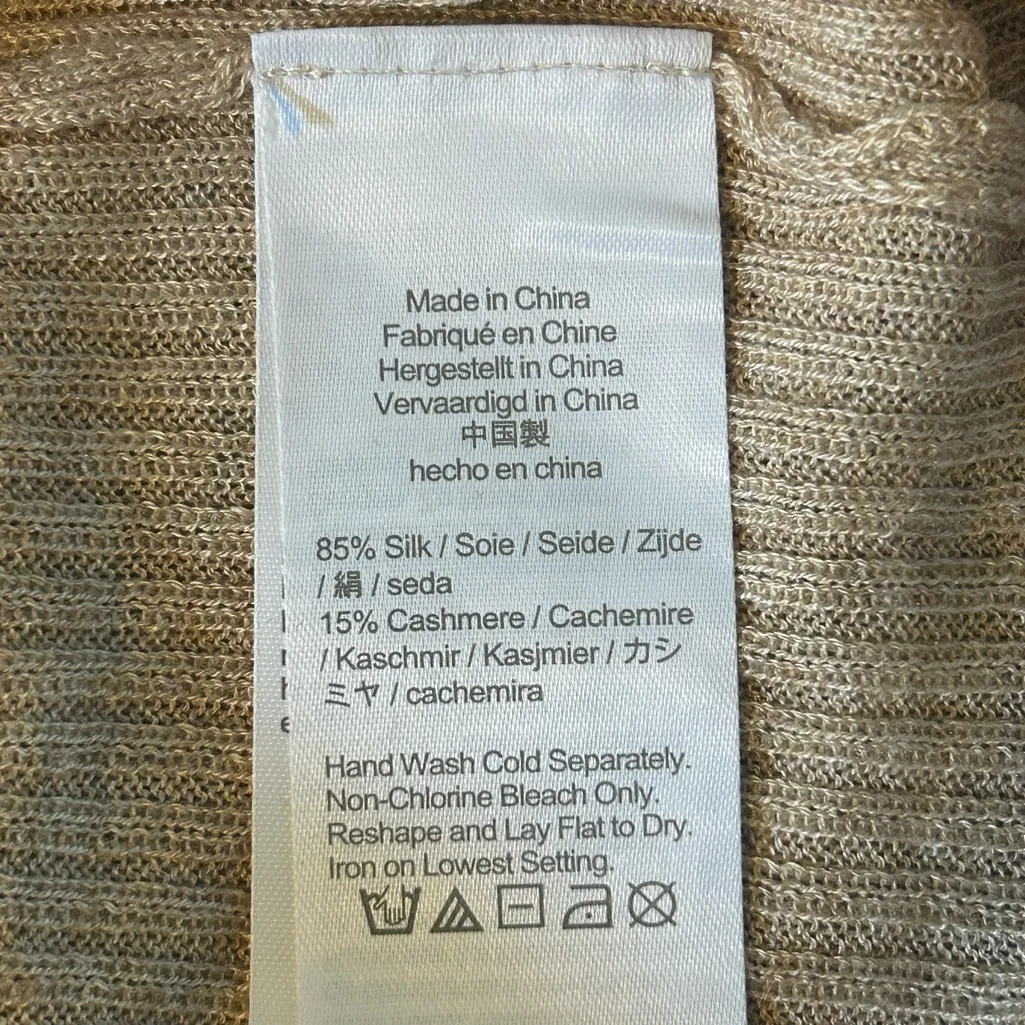 Made in China
Fabriqué en Chine
Hergestellt in China
Vervaardigd in China
中国製
hecho en china
85% Silk / Soie / Seide / Zijde
/ 絹 / seda
15% Cashmere / Cachemire
/ Kaschmir / Kasjmier / カシ
ミヤ / cachemira
Hand Wash Cold Separately.
Non-Chlorine Bleach Only.
Reshape and Lay Flat to Dry.
Iron on Lowest Setting.